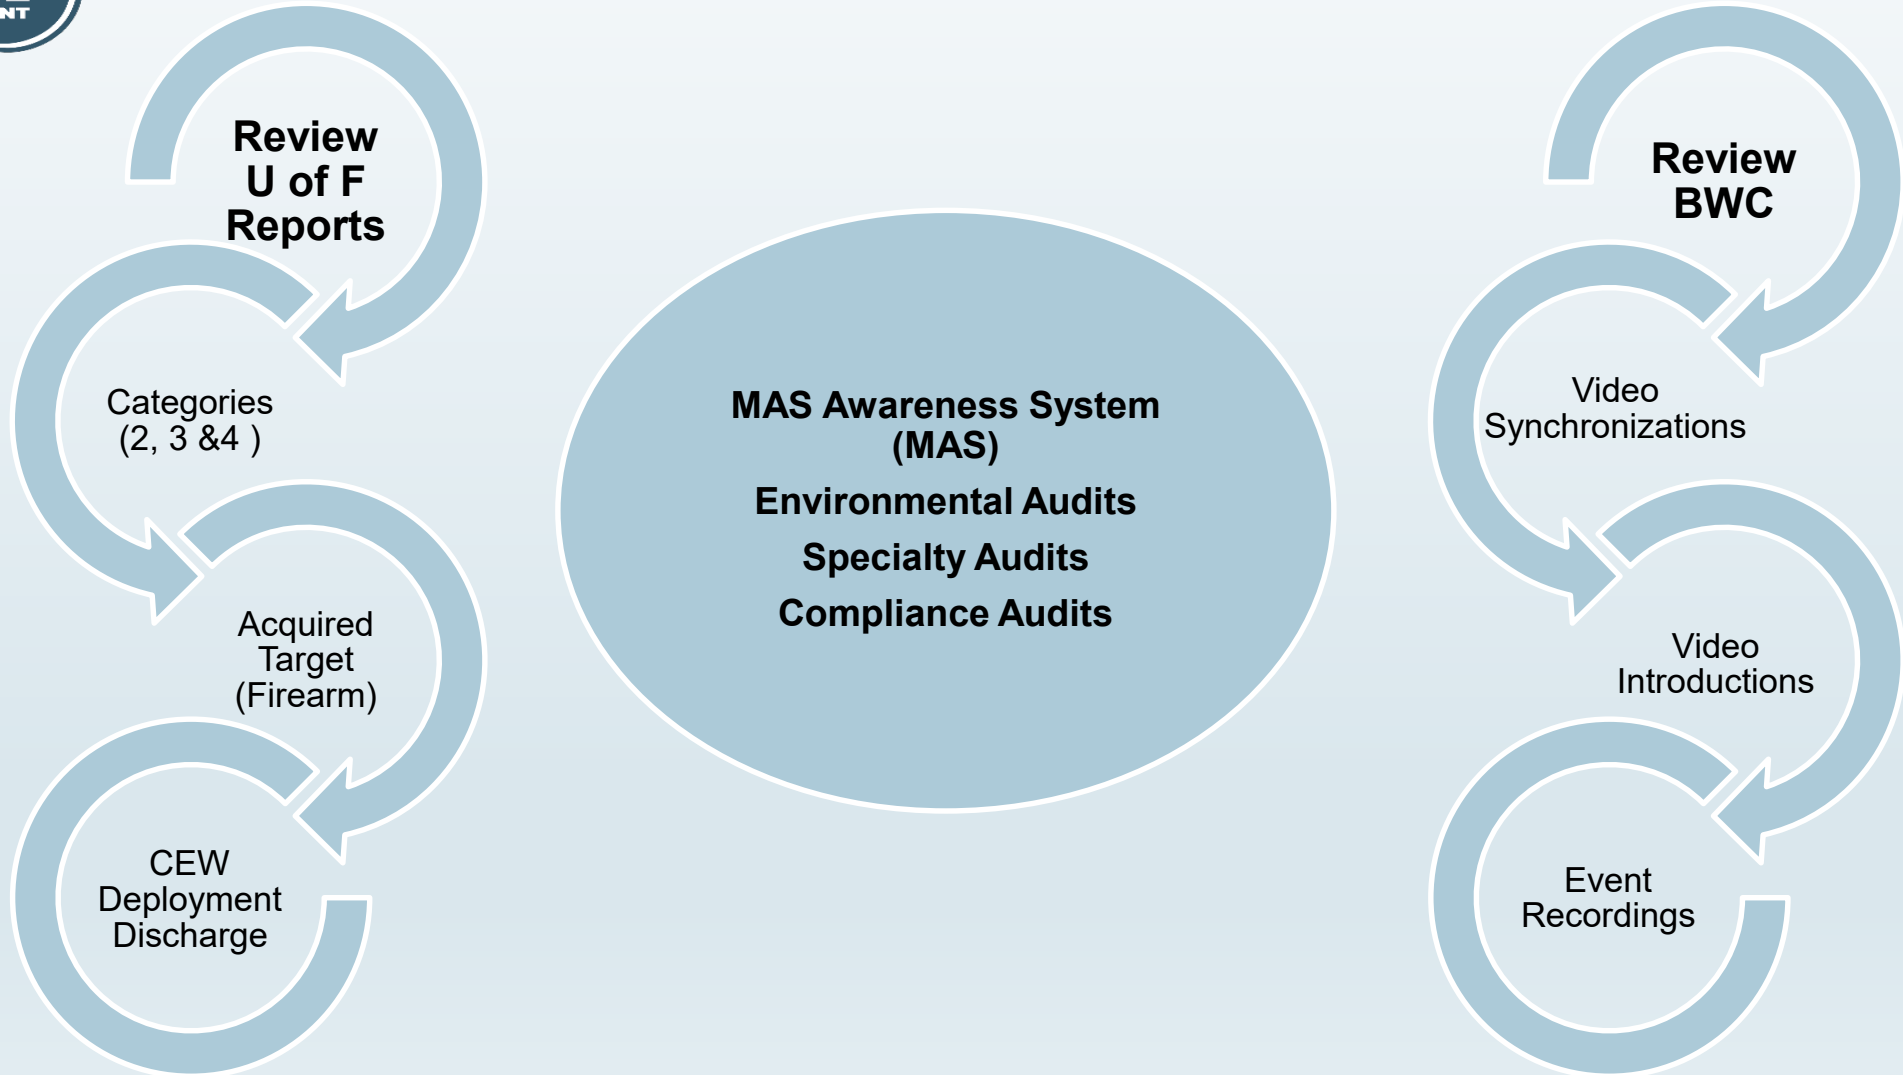 NT
Review
U of F
Reports
Categories
(2, 3 &4 )
Acquired
Target
(Firearm)
CEW
Deployment
Discharge
MAS Awareness System
(MAS)
Environmental Audits
Specialty Audits
Compliance Audits
Review
BWC
Video
Synchronizations
Video
Introductions
Event
Recordings